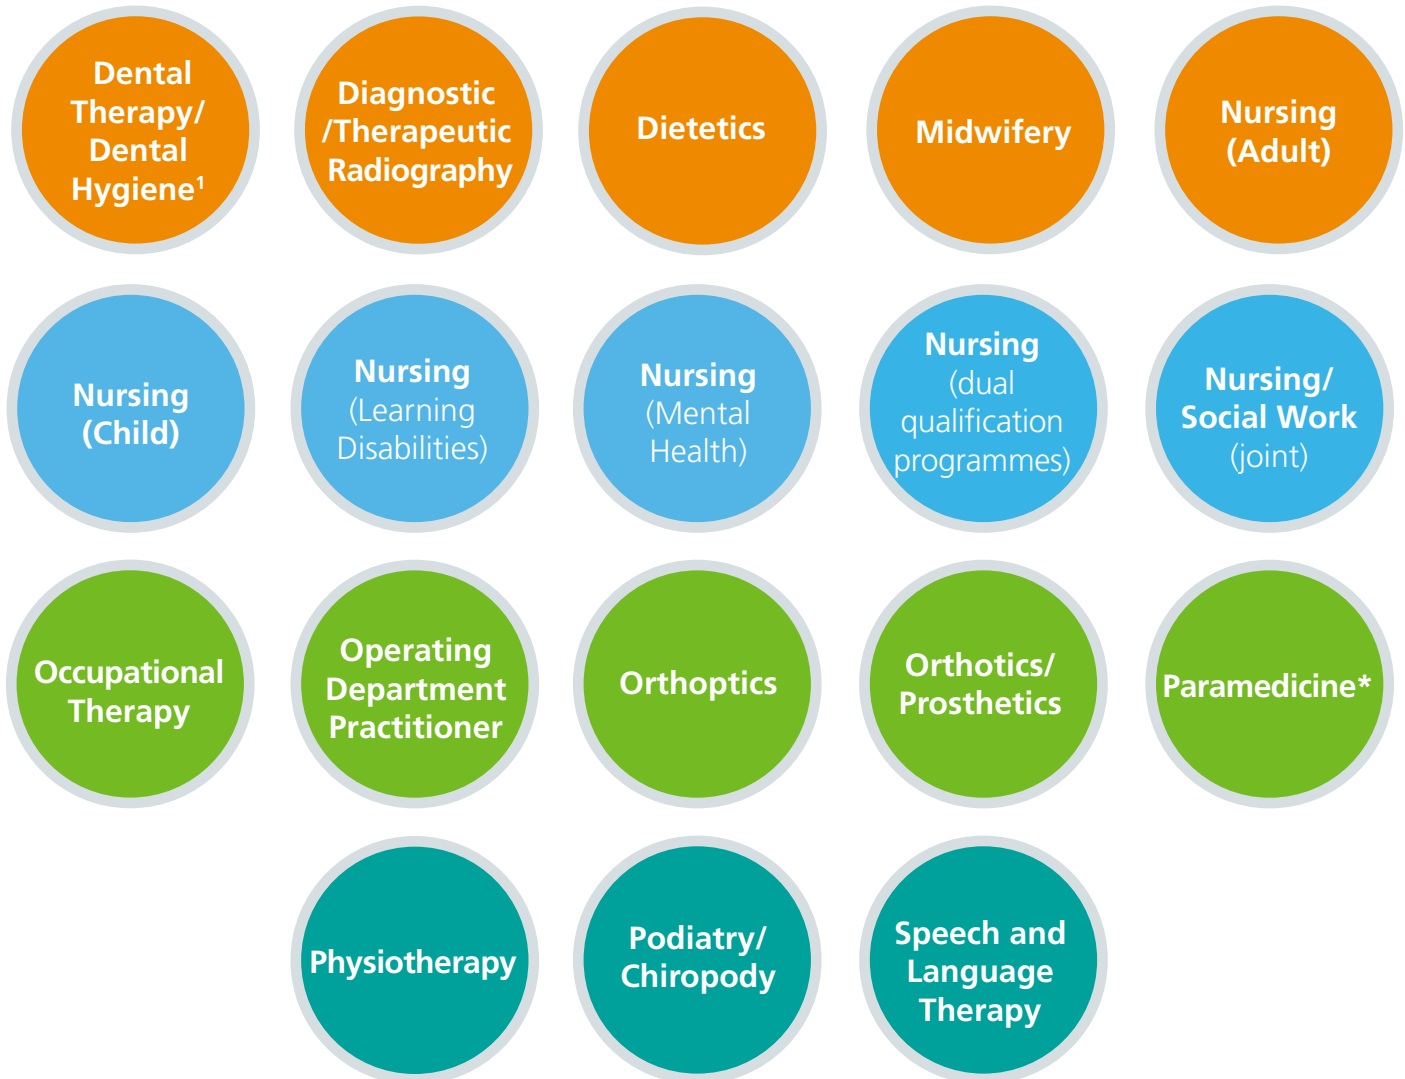 Dental
Therapy/
Dental
Hygiene¹
Diagnostic
/Therapeutic
Radiography
Dietetics
Midwifery
Nursing
(Adult)
Nursing
(Child)
Nursing
(Learning
Disabilities)
Nursing
(Mental
Health)
Nursing
(dual
qualification
programmes)
Nursing/
Social Work
(joint)
Occupational
Therapy
Operating
Department
Practitioner
Orthoptics
Orthotics/
Prosthetics
Paramedicine*
Physiotherapy
Podiatry/
Chiropody
Speech and
Language
Therapy